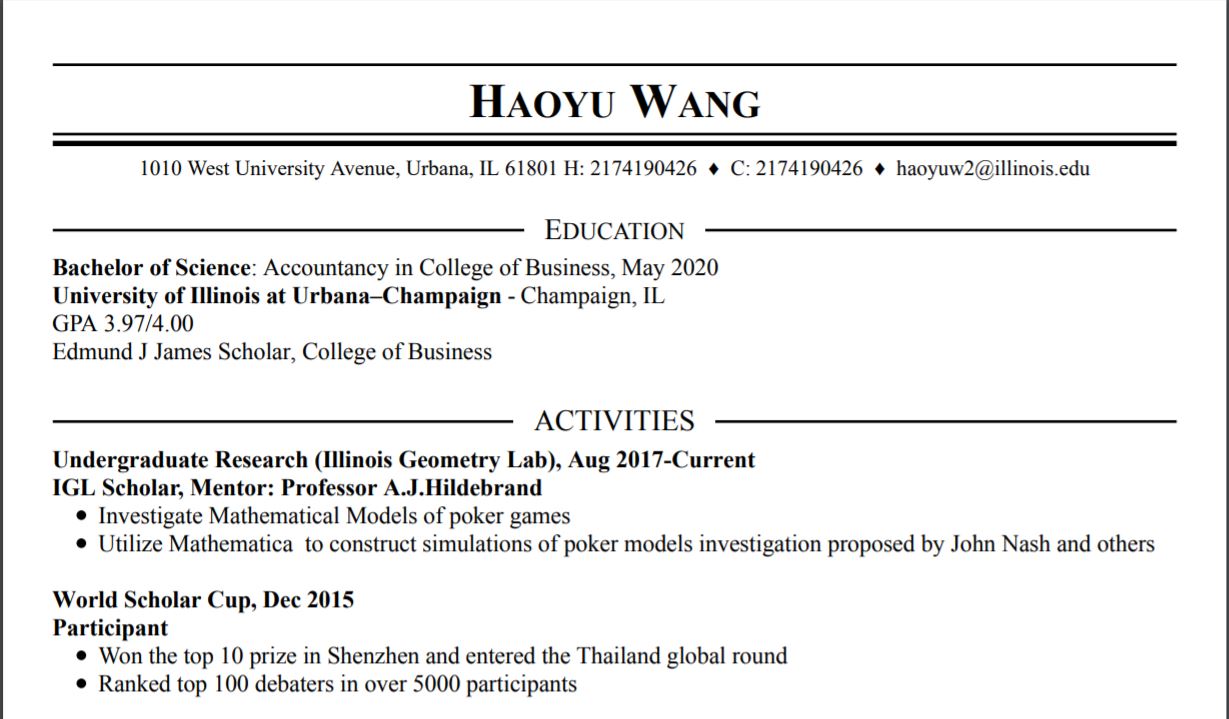 HAOYU WANG
1010 West University Avenue, Urbana, IL 61801 H: 2174190426 ♦ C: 2174190426 ♦ haoyuw2@illinois.edu
EDUCATION
Bachelor of Science: Accountancy in College of Business, May 2020
University of Illinois at Urbana–Champaign - Champaign, IL
GPA 3.97/4.00
Edmund J James Scholar, College of Business
ACTIVITIES
Undergraduate Research (Illinois Geometry Lab), Aug 2017-Current
IGL Scholar, Mentor: Professor A.J.Hildebrand
• Investigate Mathematical Models of poker games
• Utilize Mathematica  to construct simulations of poker models investigation proposed by John Nash and others
World Scholar Cup, Dec 2015
Participant
• Won the top 10 prize in Shenzhen and entered the Thailand global round
• Ranked top 100 debaters in over 5000 participants